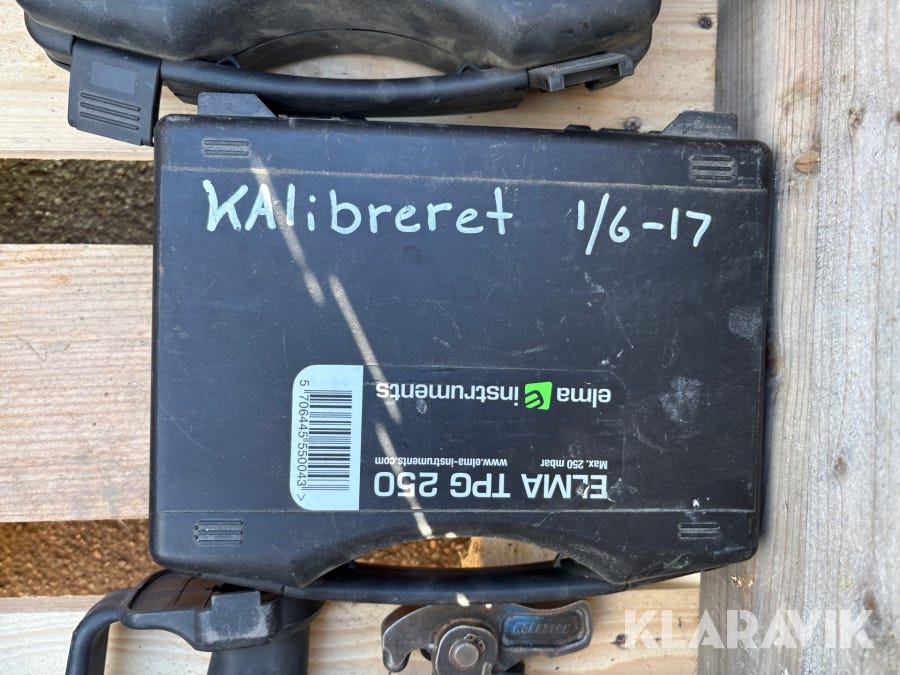 KAlibreret 1/6-17
elma instruments
ELMA TPG 250
Max. 250 mbar www.elma-instruments.com
5 706445 550043 >
KLARAVIK